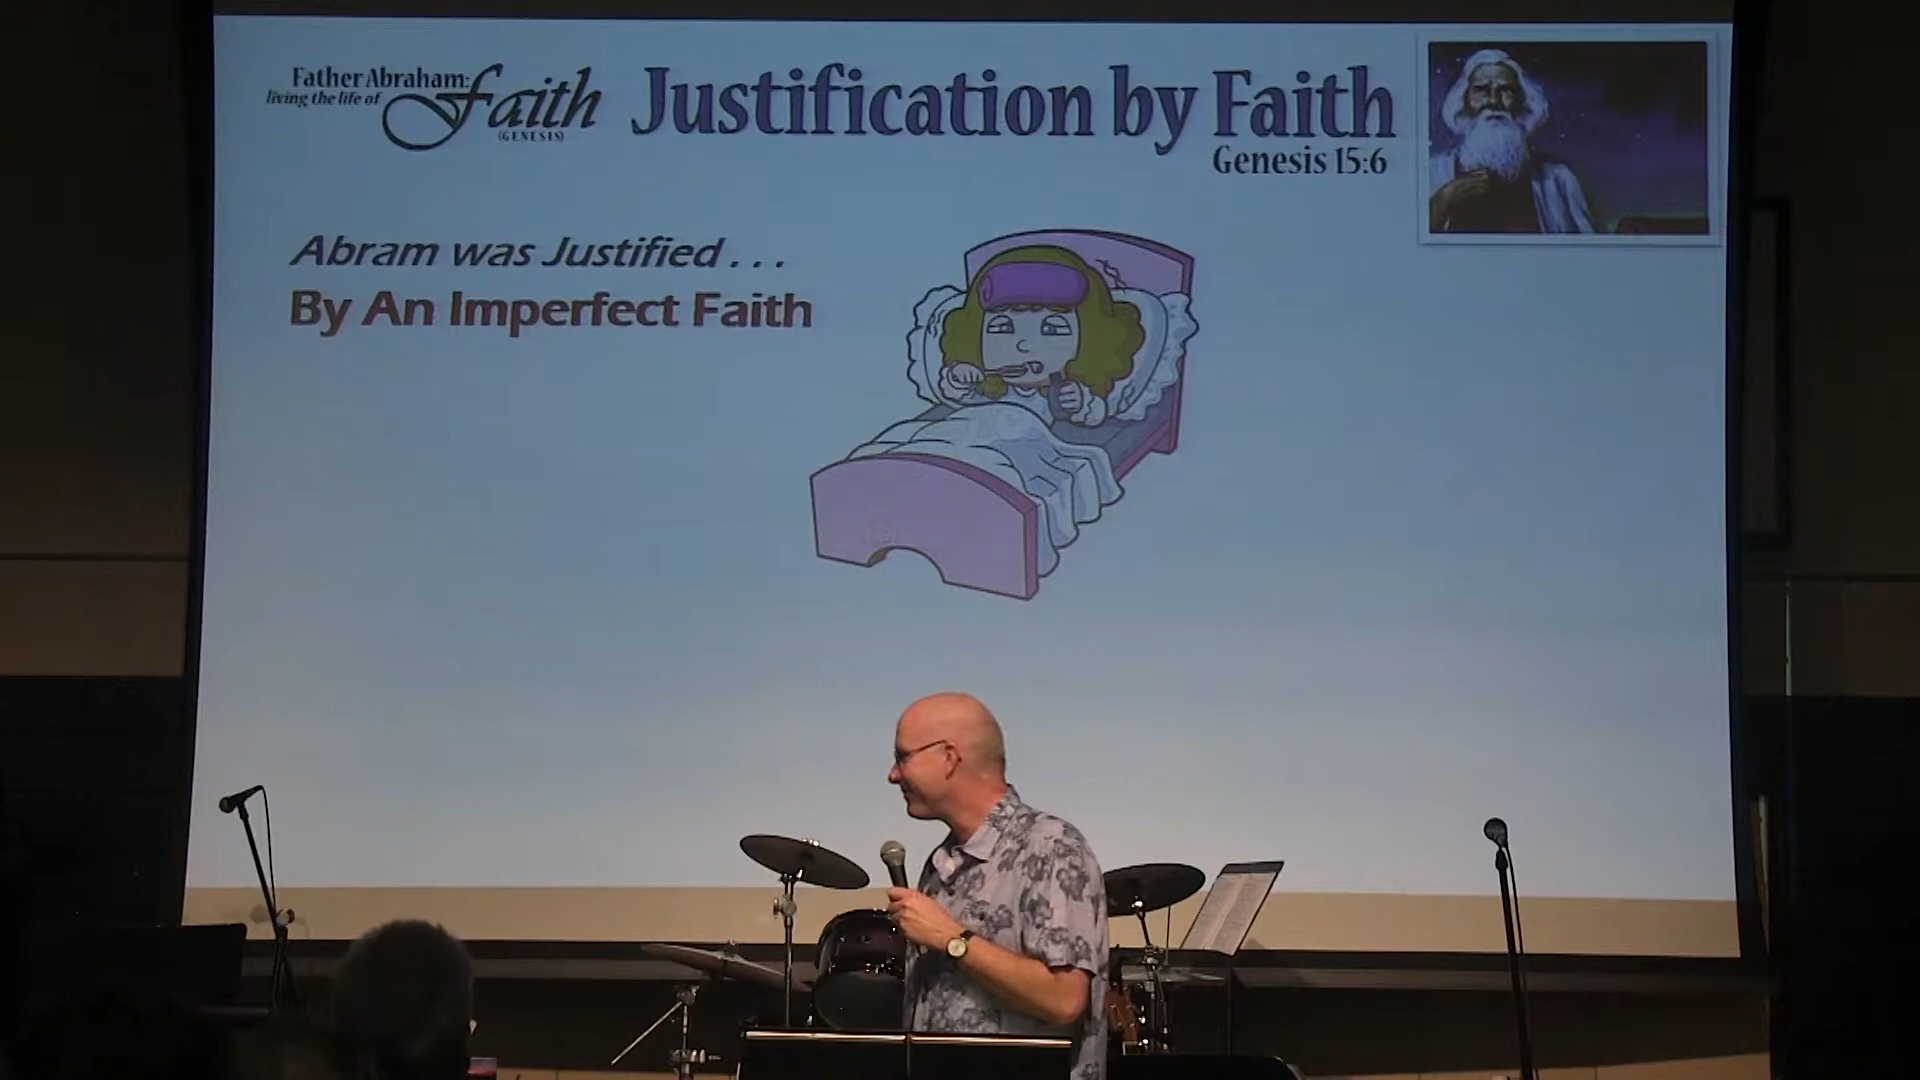 Father Abraham:
living the life of
Faith
(GENESIS)
Justification by Faith
Genesis 15:6
Abram was Justified . . .
By An Imperfect Faith